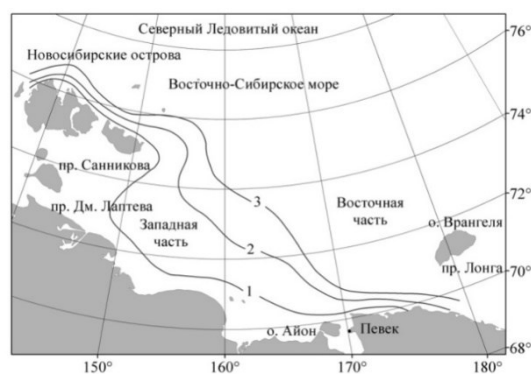 Северный Ледовитый океан
76°
Новосибирские острова
Восточно-Сибирское море
74°
пр. Санникова
72°
3
Восточная
часть
о. Врангеля
пр. Дм. Лаптева
Западная
часть
2
пр. Лонга
70°
1
о. Айон
Певек
68°
150°
160°
170°
180°